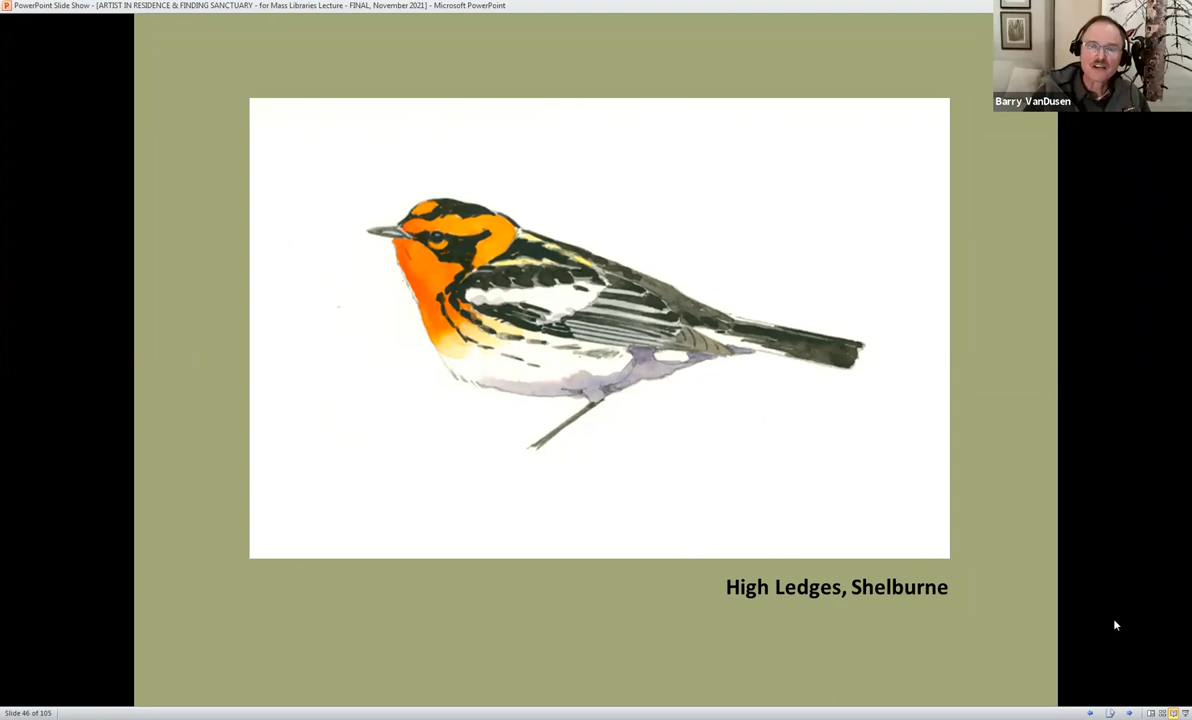 PowerPoint Slide Show - [ARTIST IN RESIDENCE & FINDING SANCTUARY - for Mass Libraries Lecture - FINAL, November 2021] - Microsoft PowerPoint
Barry VanDusen
High Ledges, Shelburne
Slide 46 of 105